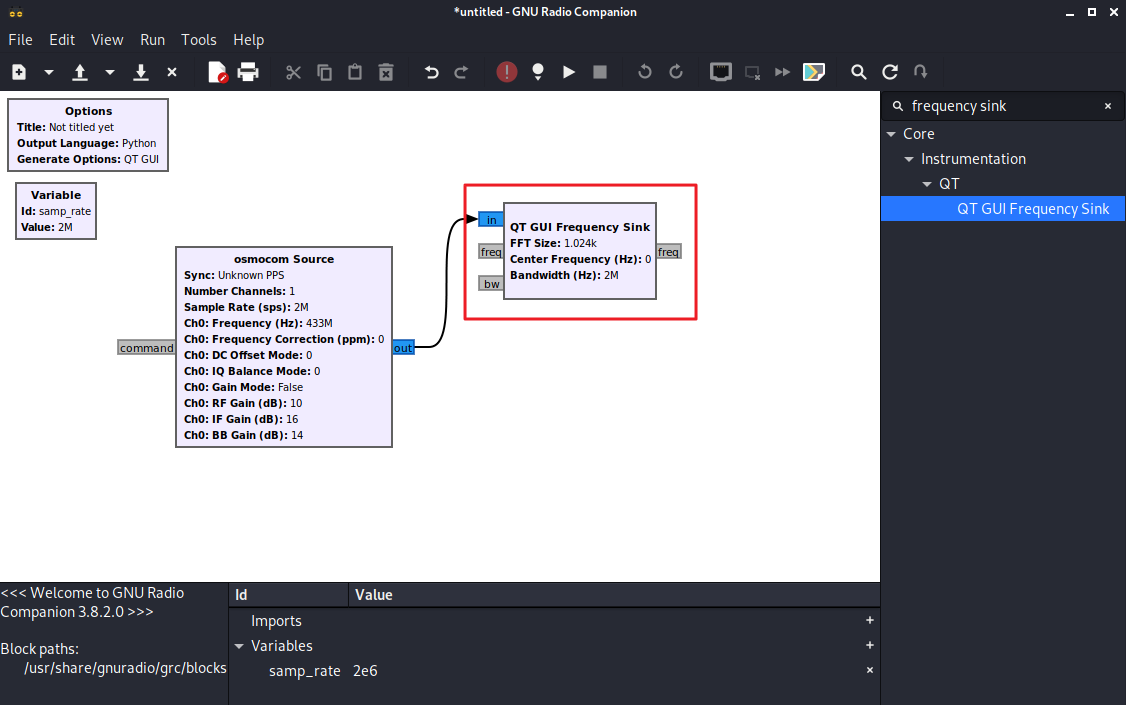 *untitled - GNU Radio Companion
File Edit View Run Tools Help
Options
Title: Not titled yet
Output Language: Python
Generate Options: QT GUI
Variable
Id: samp_rate
Value: 2M
osmocom Source
Sync: Unknown PPS
Number Channels: 1
Sample Rate (sps): 2M
Ch0: Frequency (Hz): 433M
Ch0: Frequency Correction (ppm): 0
Ch0: DC Offset Mode: 0
Ch0: IQ Balance Mode: 0
Ch0: Gain Mode: False
Ch0: RF Gain (dB): 10
Ch0: IF Gain (dB): 16
Ch0: BB Gain (dB): 14
command
out
in
freq
bw
QT GUI Frequency Sink
FFT Size: 1.024k
Center Frequency (Hz): 0
Bandwidth (Hz): 2M
freq
frequency sink
Core
Instrumentation
QT
QT GUI Frequency Sink
<<< Welcome to GNU Radio
Companion 3.8.2.0 >>>
Block paths:
/usr/share/gnuradio/grc/blocks
Id Value
Imports
Variables
samp_rate 2e6